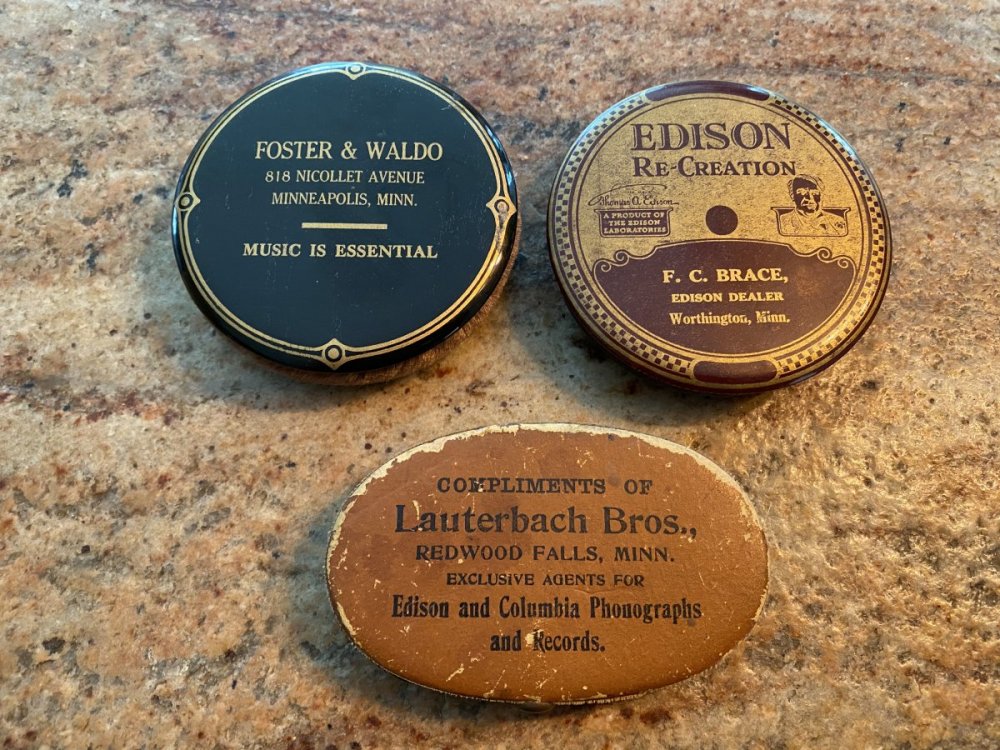 FOSTER & WALDO
818 NICOLLET AVENUE
MINNEAPOLIS, MINN.
MUSIC IS ESSENTIAL
EDISON
RE-CREATION
Thomas A. Edison
A PRODUCT OF
THE EDISON
LABORATORIES
F. C. BRACE,
EDISON DEALER
Worthington, Minn.
COMPLIMENTS OF
Lauterbach Bros.,
REDWOOD FALLS, MINN.
EXCLUSIVE AGENTS FOR
Edison and Columbia Phonographs
and Records.